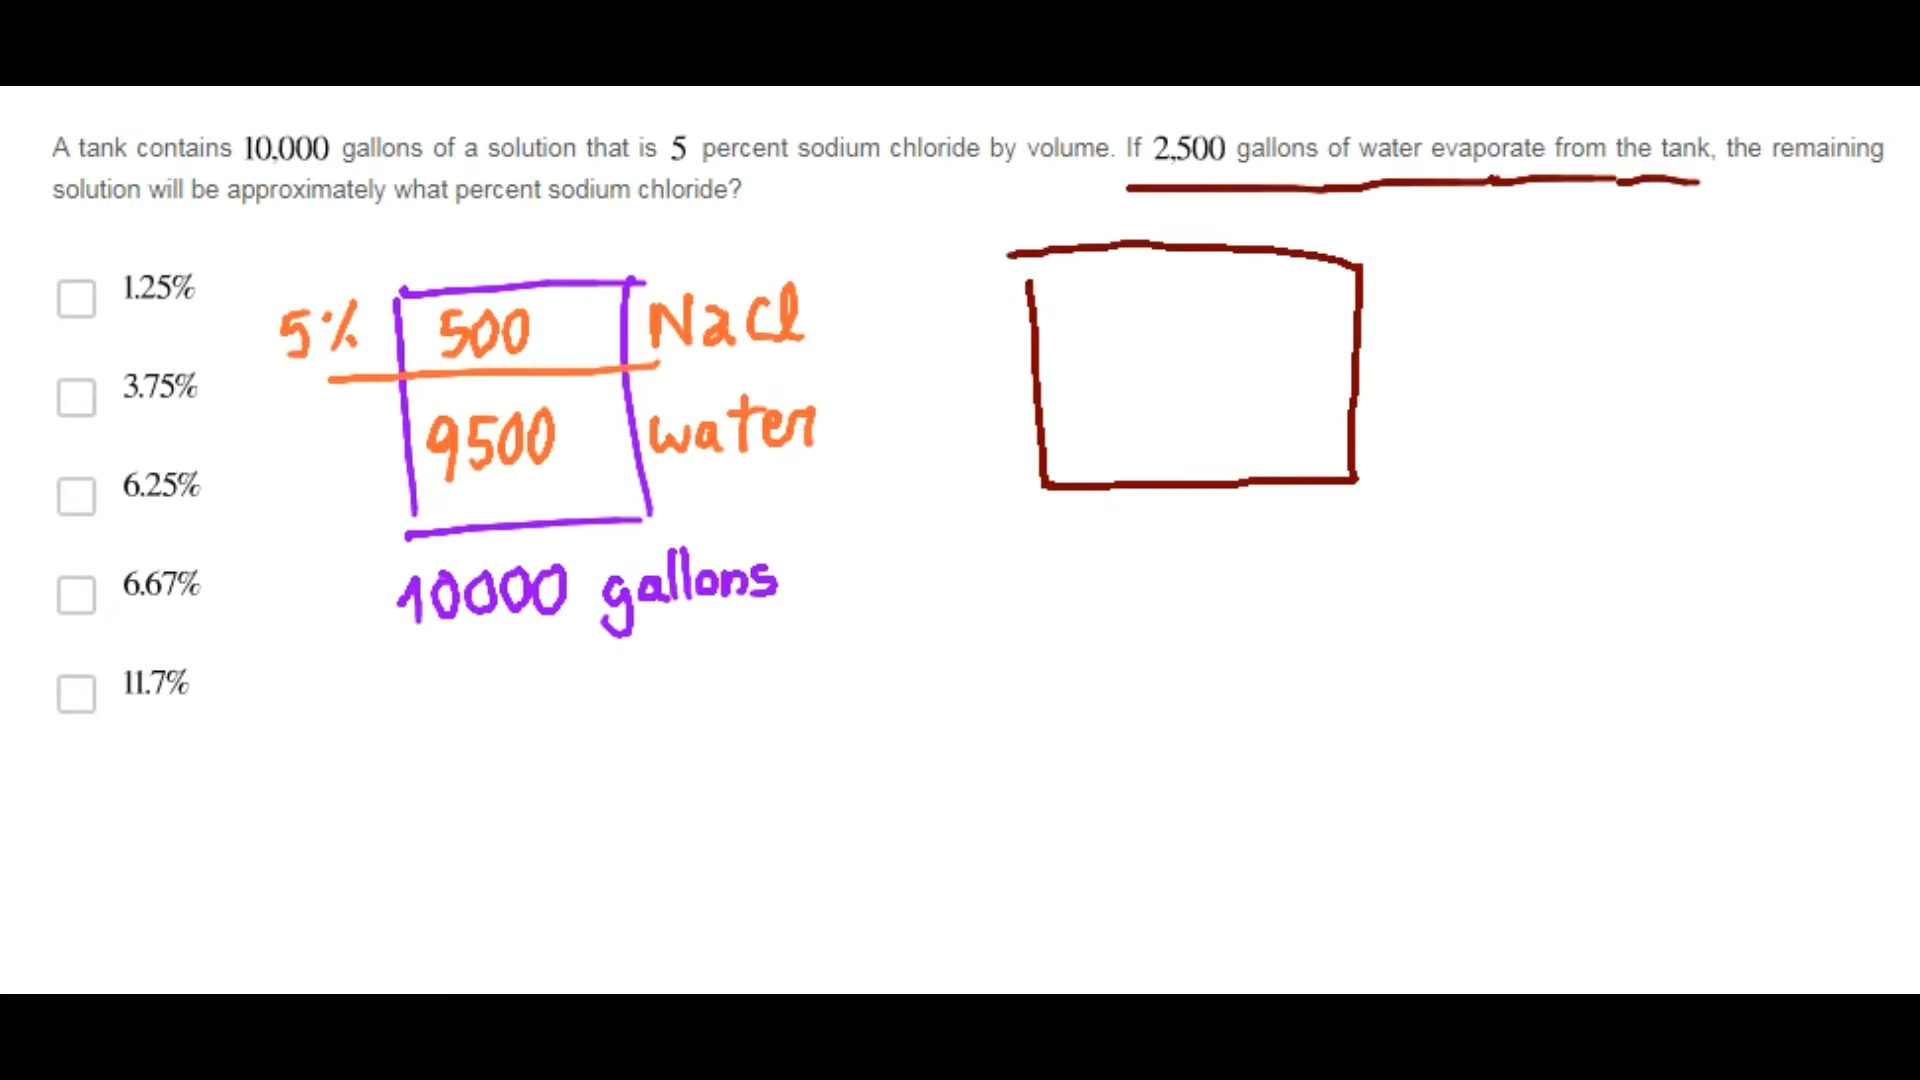 A tank contains 10,000 gallons of a solution that is 5 percent sodium chloride by volume. If 2,500 gallons of water evaporate from the tank, the remaining
solution will be approximately what percent sodium chloride?
1.25%
3.75%
6.25%
6.67%
11.7%
5% 500 NaCl
9500 water
10000 gallons